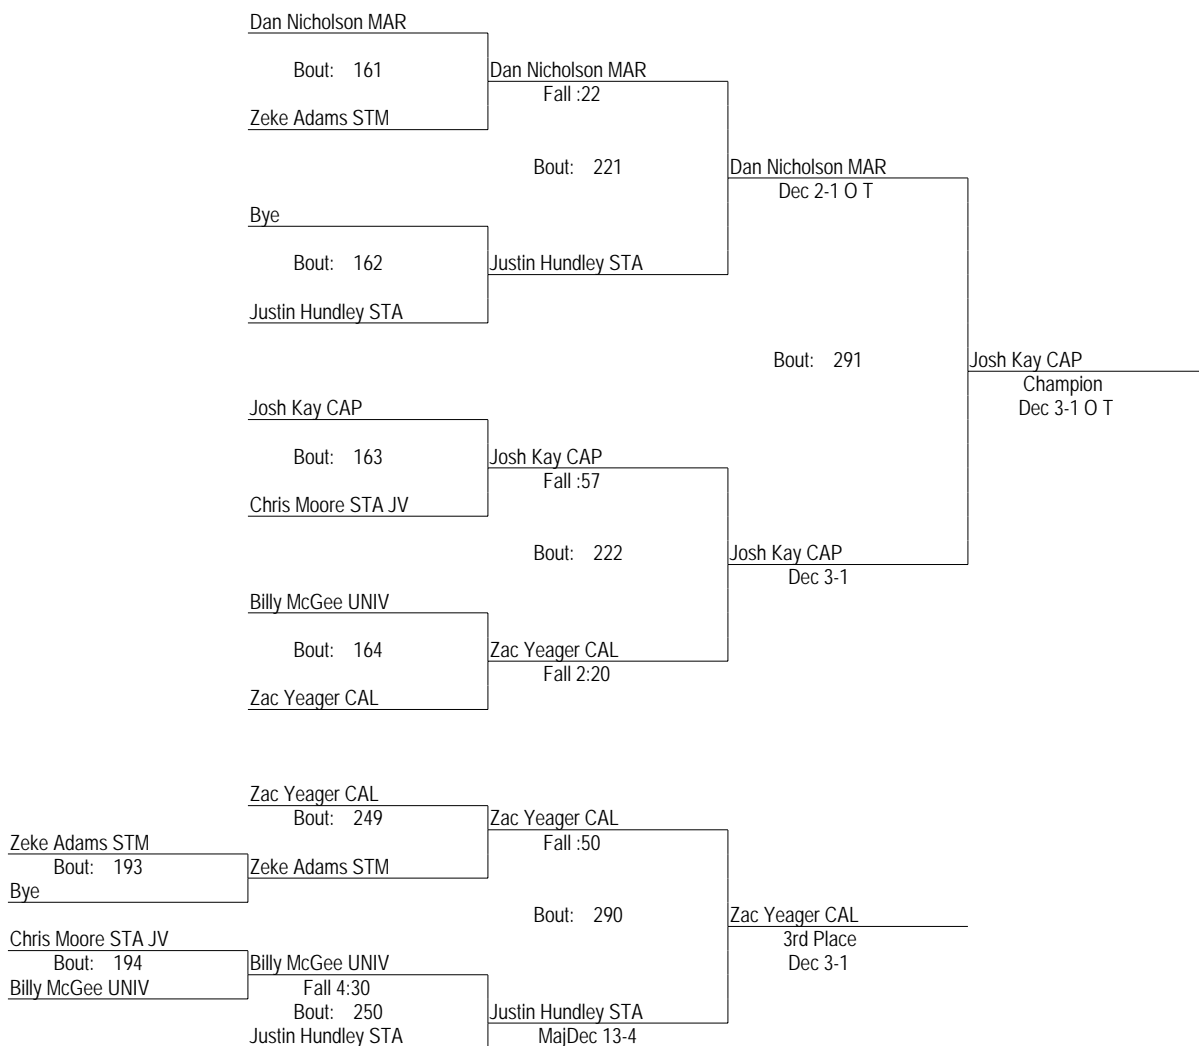 Dan Nicholson MAR
Bout: 161
Dan Nicholson MAR
Fall :22
Zeke Adams STM
Bout: 221
Dan Nicholson MAR
Dec 2-1 O T
Bye
Bout: 162
Justin Hundley STA
Justin Hundley STA
Bout: 291
Josh Kay CAP
Champion
Dec 3-1 O T
Josh Kay CAP
Bout: 163
Josh Kay CAP
Fall :57
Chris Moore STA JV
Bout: 222
Josh Kay CAP
Dec 3-1
Billy McGee UNIV
Bout: 164
Zac Yeager CAL
Fall 2:20
Zac Yeager CAL
Zac Yeager CAL
Bout: 249
Zac Yeager CAL
Fall :50
Zeke Adams STM
Bout: 193
Zeke Adams STM
Bye
Bout: 290
Zac Yeager CAL
3rd Place
Dec 3-1
Chris Moore STA JV
Bout: 194
Billy McGee UNIV
Billy McGee UNIV
Fall 4:30
Bout: 250
Justin Hundley STA
Justin Hundley STA
MajDec 13-4